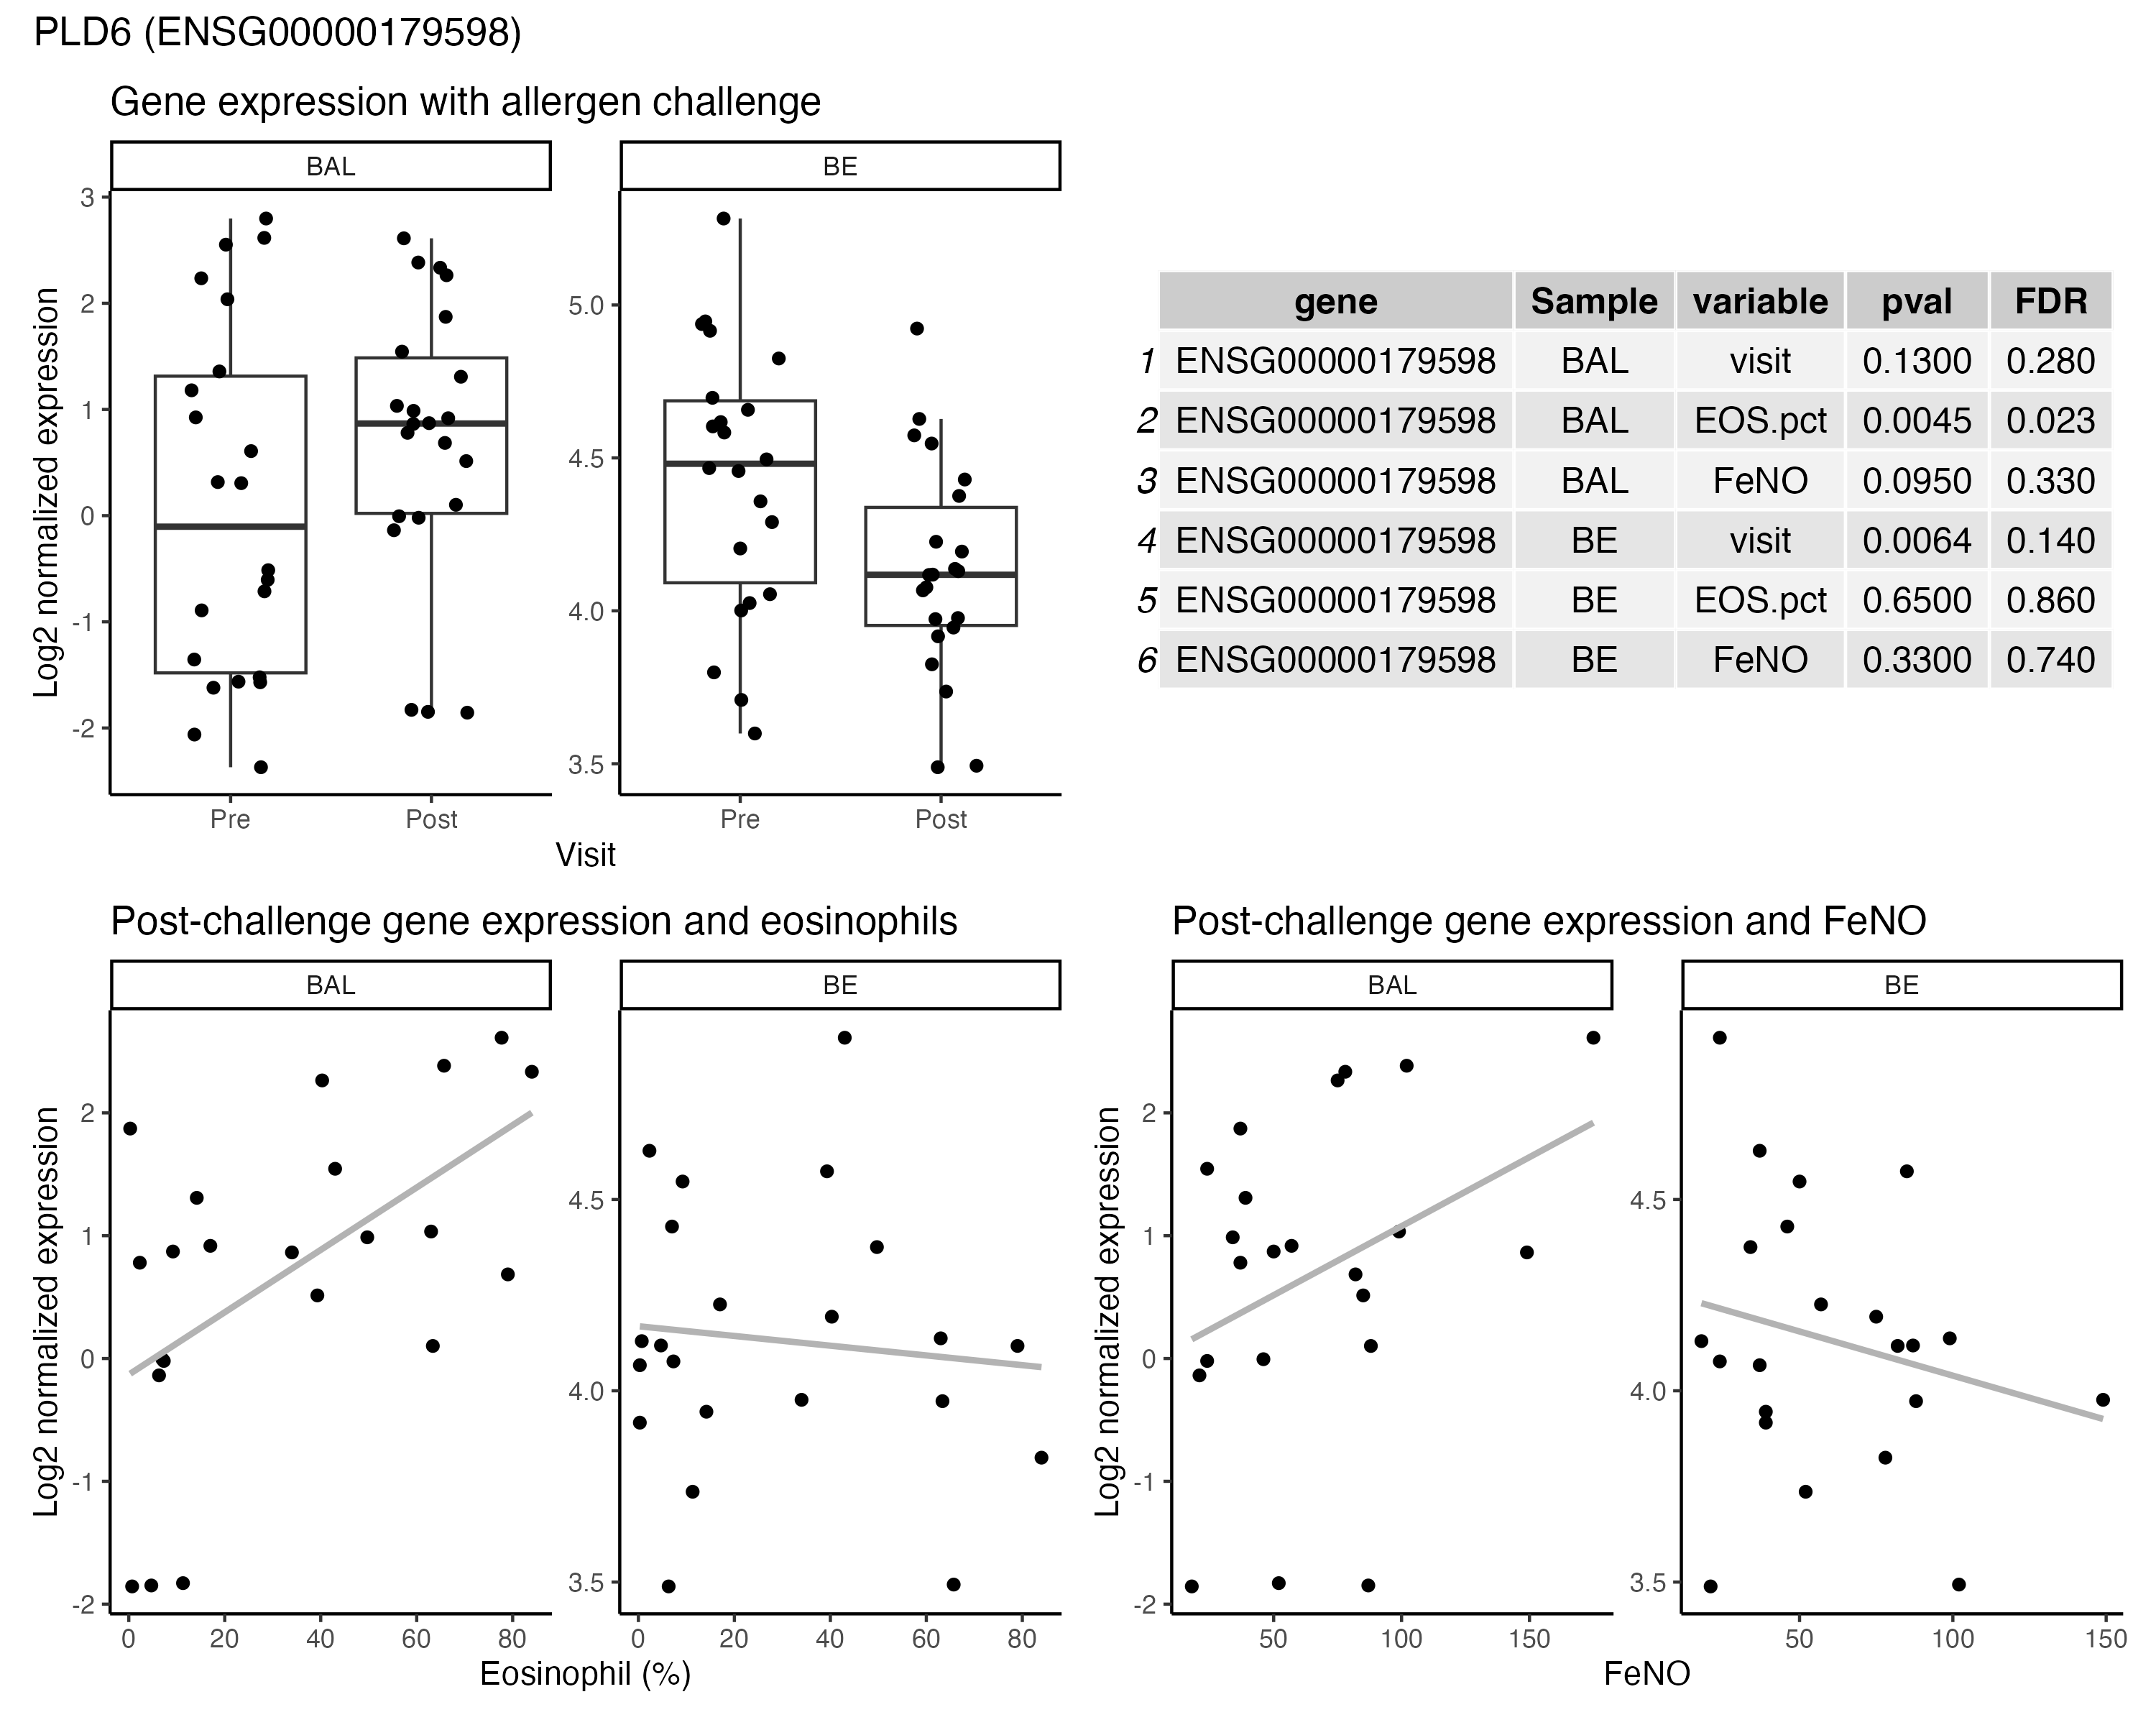 PLD6 (ENSG00000179598)
Gene expression with allergen challenge
BAL BE
Log2 normalized expression
3
2
1
0
-1
-2
5.0
4.5
4.0
3.5
Pre Post Pre Post
Visit
gene Sample variable pval FDR
1 ENSG00000179598 BAL visit 0.1300 0.280
2 ENSG00000179598 BAL EOS.pct 0.0045 0.023
3 ENSG00000179598 BAL FeNO 0.0950 0.330
4 ENSG00000179598 BE visit 0.0064 0.140
5 ENSG00000179598 BE EOS.pct 0.6500 0.860
6 ENSG00000179598 BE FeNO 0.3300 0.740
Post-challenge gene expression and eosinophils
BAL BE
Log2 normalized expression
2
1
0
-1
-2
4.5
4.0
3.5
0 20 40 60 80 0 20 40 60 80
Eosinophil (%)
Post-challenge gene expression and FeNO
BAL BE
Log2 normalized expression
2
1
0
-1
-2
4.5
4.0
3.5
50 100 150 50 100 150
FeNO